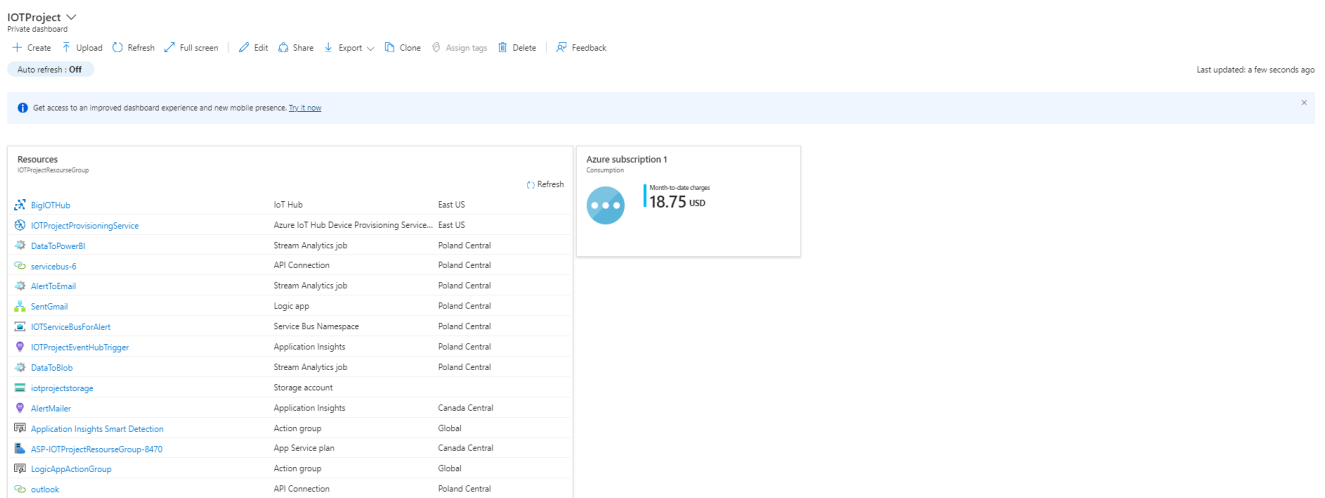 IOTProject
Private dashboard
Create Upload Refresh Full screen Edit Share Export Clone Assign tags Delete Feedback
Auto refresh : Off
Last updated: a few seconds ago
Get access to an improved dashboard experience and new mobile presence. Try it now
Resources
IOTProjectResourseGroup
Refresh
BigIOTHub IoT Hub East US
IOTProjectProvisioningService Azure IoT Hub Device Provisioning Service... East US
DataToPowerBI Stream Analytics job Poland Central
servicebus-6 API Connection Poland Central
AlertToEmail Stream Analytics job Poland Central
SentGmail Logic app Poland Central
IOTServiceBusForAlert Service Bus Namespace Poland Central
IOTProjectEventHubTrigger Application Insights Poland Central
DataToBlob Stream Analytics job Poland Central
iotprojectstorage Storage account
AlertMailer Application Insights Canada Central
Application Insights Smart Detection Action group Global
ASP-IOTProjectResourseGroup-8470 App Service plan Canada Central
LogicAppActionGroup Action group Global
outlook API Connection Poland Central
Azure subscription 1
Consumption
Month-to-date charges
18.75 USD